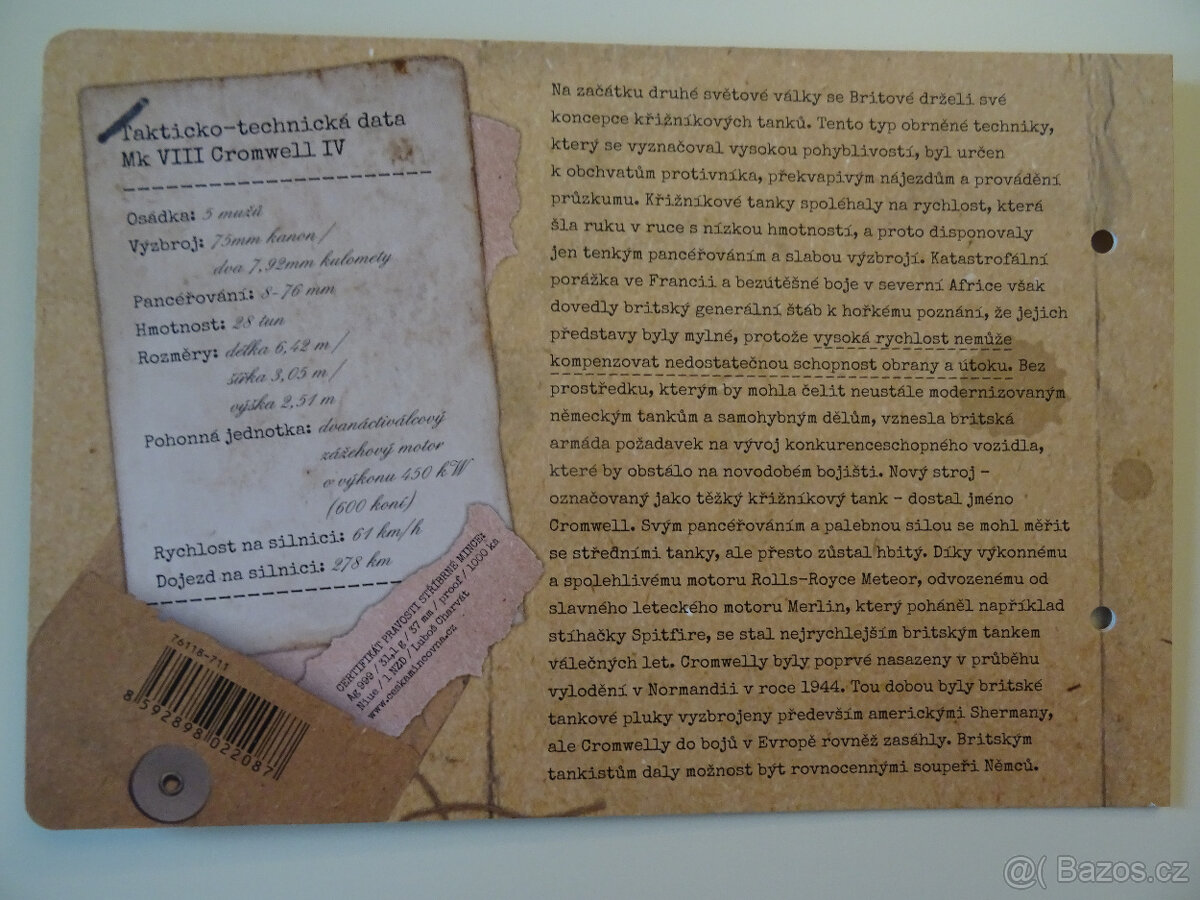 Takticko-technická data
Mk VIII Cromwell IV
Osádka: 5 mužů
Výzbroj: 75mm kanon /
dva 7,92mm kulomety
Pancéřování: 8-76 mm
Hmotnost: 28 tun
Rozměry: délka 6,42 m /
šířka 3,05 m /
výška 2,51 m
Pohonná jednotka: dvanáctiválcový
zážehový motor
o výkonu 450 kW
(600 koní)
Rychlost na silnici: 61 km/h
Dojezd na silnici: 278 km
CERTIFIKÁT PRAVOSTI STŘÍBRNÉ MINCE:
Ag 999 / 31,1 g / 37 mm / proof / 1000 ks
Niue / 1 NZD / Luboš Charvát
www.ceskamincovna.cz
76118-711
8 592898 022087
Na začátku druhé světové války se Britové drželi své
koncepce křižníkových tanků. Tento typ obrněné techniky,
který se vyznačoval vysokou pohyblivostí, byl určen
k obchvatům protivníka, překvapivým nájezdům a provádění
průzkumu. Křižníkové tanky spoléhaly na rychlost, která
šla ruku v ruce s nízkou hmotností, a proto disponovaly
jen tenkým pancéřováním a slabou výzbrojí. Katastrofální
porážka ve Francii a bezútěšné boje v severní Africe však
dovedly britský generální štáb k hořkému poznání, že jejich
představy byly mylné, protože vysoká rychlost nemůže
kompenzovat nedostatečnou schopnost obrany a útoku. Bez
prostředku, kterým by mohla čelit neustále modernizovaným
německým tankům a samohybným dělům, vznesla britská
armáda požadavek na vývoj konkurenceschopného vozidla,
které by obstálo na novodobém bojišti. Nový stroj –
označovaný jako těžký křižníkový tank – dostal jméno
Cromwell. Svým pancéřováním a palebnou silou se mohl měřit
se středními tanky, ale přesto zůstal hbitý. Díky výkonnému
a spolehlivému motoru Rolls-Royce Meteor, odvozenému od
slavného leteckého motoru Merlin, který poháněl například
stíhačky Spitfire, se stal nejrychlejším britským tankem
válečných let. Cromwelly byly poprvé nasazeny v průběhu
vylodění v Normandii v roce 1944. Tou dobou byly britské
tankové pluky vyzbrojeny především americkými Shermany,
ale Cromwelly do bojů v Evropě rovněž zasáhly. Britským
tankistům daly možnost být rovnocennými soupeři Němců.
@( Bazos.cz